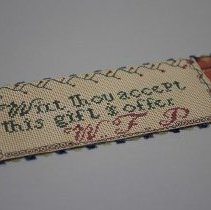 Wilt thou accept
this gift I offer
W F P